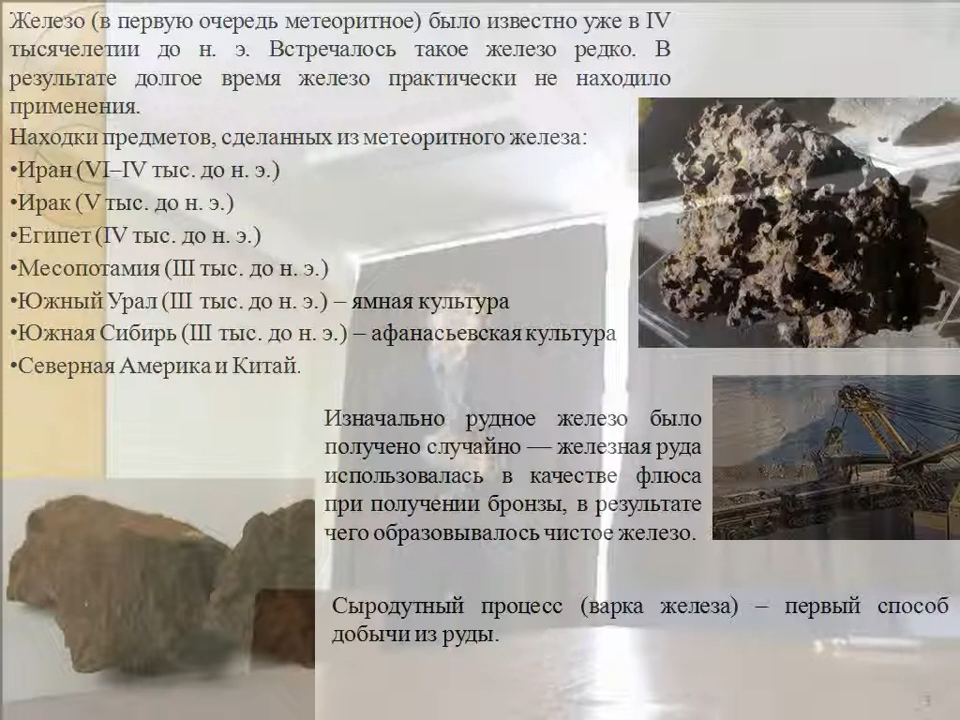 Железо (в первую очередь метеоритное) было известно уже в IV
тысячелетии до н. э. Встречалось такое железо редко. В
результате долгое время железо практически не находило
применения.
Находки предметов, сделанных из метеоритного железа:
•Иран (VI–IV тыс. до н. э.)
•Ирак (V тыс. до н. э.)
•Египет (IV тыс. до н. э.)
•Месопотамия (III тыс. до н. э.)
•Южный Урал (III тыс. до н. э.) – ямная культура
•Южная Сибирь (III тыс. до н. э.) – афанасьевская культура
•Северная Америка и Китай.
Изначально рудное железо было
получено случайно — железная руда
использовалась в качестве флюса
при получении бронзы, в результате
чего образовывалось чистое железо.
Сыродутный процесс (варка железа) – первый способ
добычи из руды.
3